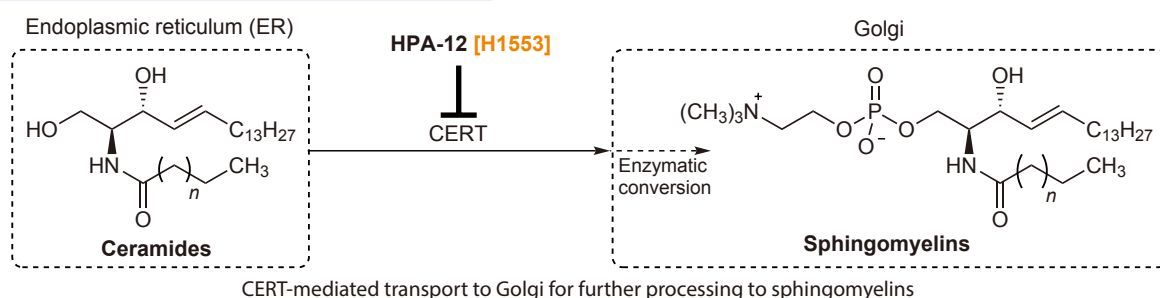 Endoplasmic reticulum (ER)
HPA-12 [H1553]
Golgi
OH
HO
C13H27
HN
CH3
n
O
Ceramides
CERT
Enzymatic
conversion
O
OH
(CH3)3N+
O
P
O
O−
C13H27
HN
CH3
n
O
Sphingomyelins
CERT-mediated transport to Golgi for further processing to sphingomyelins